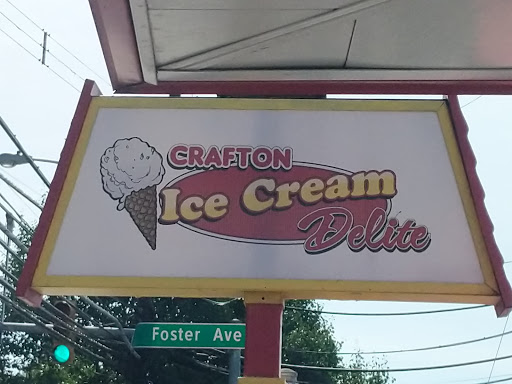 CRAFTON
Ice Cream
Delite
Foster Ave